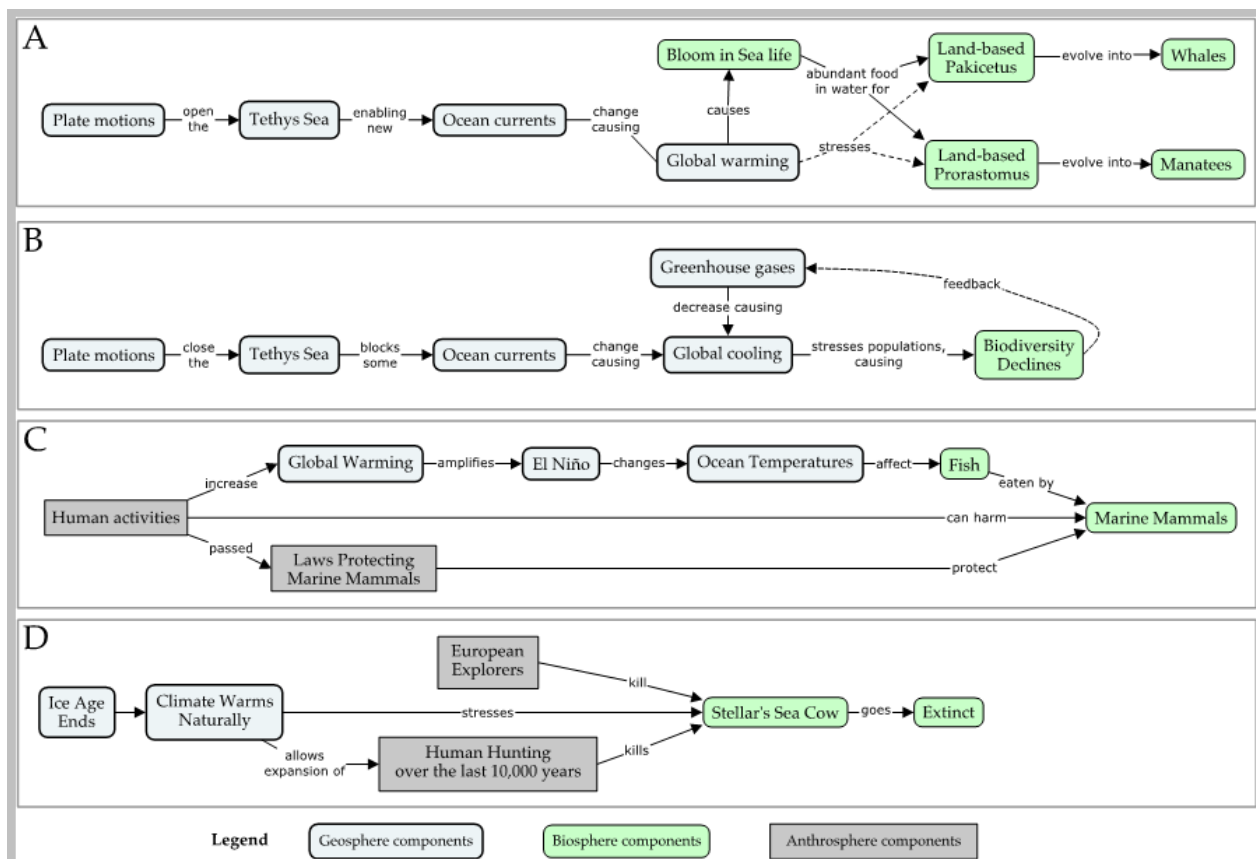 A
Bloom in Sea life
abundant food
in water for
Land-based
Pakicetus
evolve into
Whales
Plate motions
open
the
Tethys Sea
enabling
new
Ocean currents
change
causing
causes
Global warming
stresses
Land-based
Prorastomus
evolve into
Manatees
B
Greenhouse gases
feedback
decrease causing
Plate motions
close
the
Tethys Sea
blocks
some
Ocean currents
change
causing
Global cooling
stresses populations,
causing
Biodiversity
Declines
C
Global Warming
amplifies
El Niño
changes
Ocean Temperatures
affect
Fish
increase
eaten by
Human activities
can harm
Marine Mammals
passed
Laws Protecting
Marine Mammals
protect
D
European
Explorers
kill
Ice Age
Ends
Climate Warms
Naturally
stresses
Stellar's Sea Cow
goes
Extinct
allows
expansion of
Human Hunting
over the last 10,000 years
kills
Legend
Geosphere components
Biosphere components
Anthrosphere components